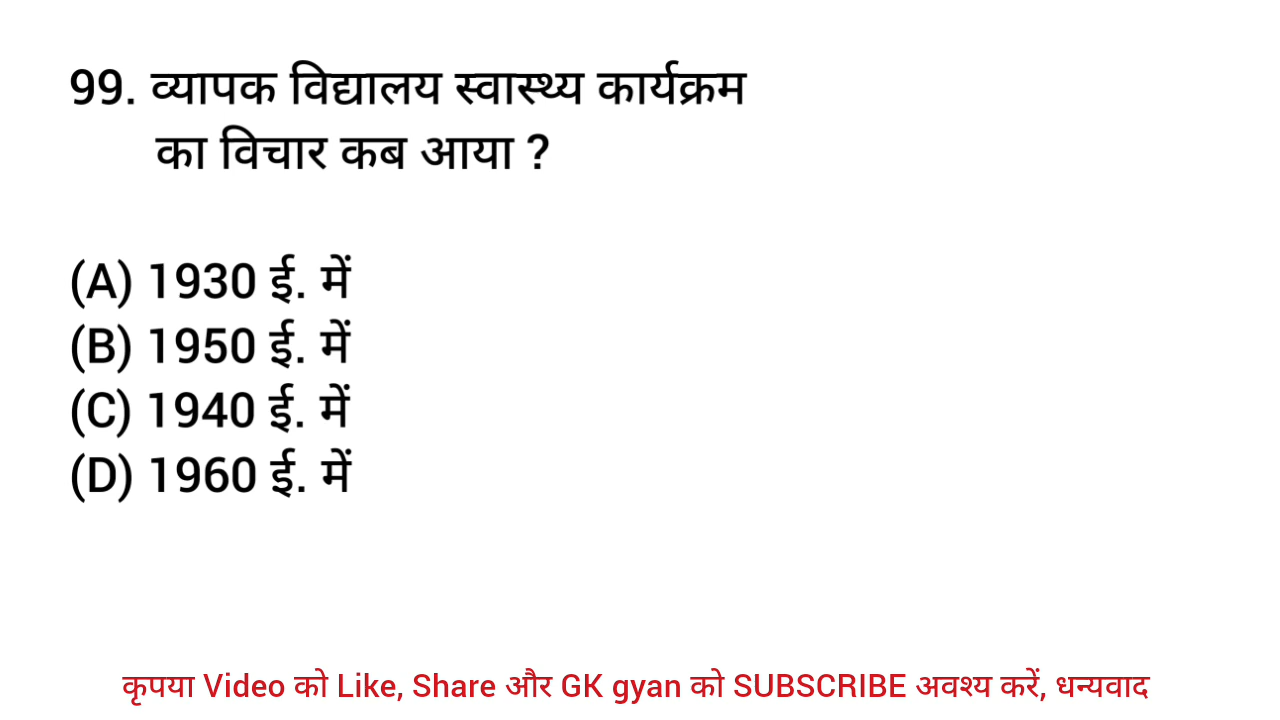 99. व्यापक विद्यालय स्वास्थ्य कार्यक्रम
का विचार कब आया ?
(A) 1930 ई. में
(B) 1950 ई. में
(C) 1940 ई. में
(D) 1960 ई. में
कृपया Video को Like, Share और GK gyan को SUBSCRIBE अवश्य करें, धन्यवाद